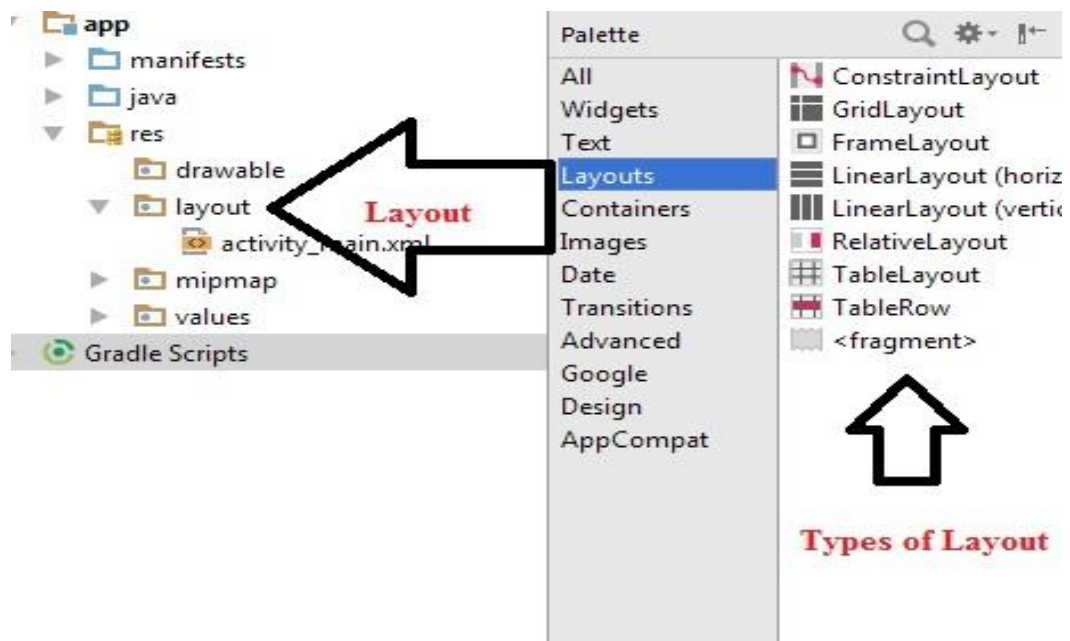 app
manifests
java
res
drawable
layout
activity_main.xml
mipmap
values
Gradle Scripts
Layout
Palette
All
Widgets
Text
Layouts
Containers
Images
Date
Transitions
Advanced
Google
Design
AppCompat
ConstraintLayout
GridLayout
FrameLayout
LinearLayout (horiz
LinearLayout (vertic
RelativeLayout
TableLayout
TableRow
<fragment>
Types of Layout